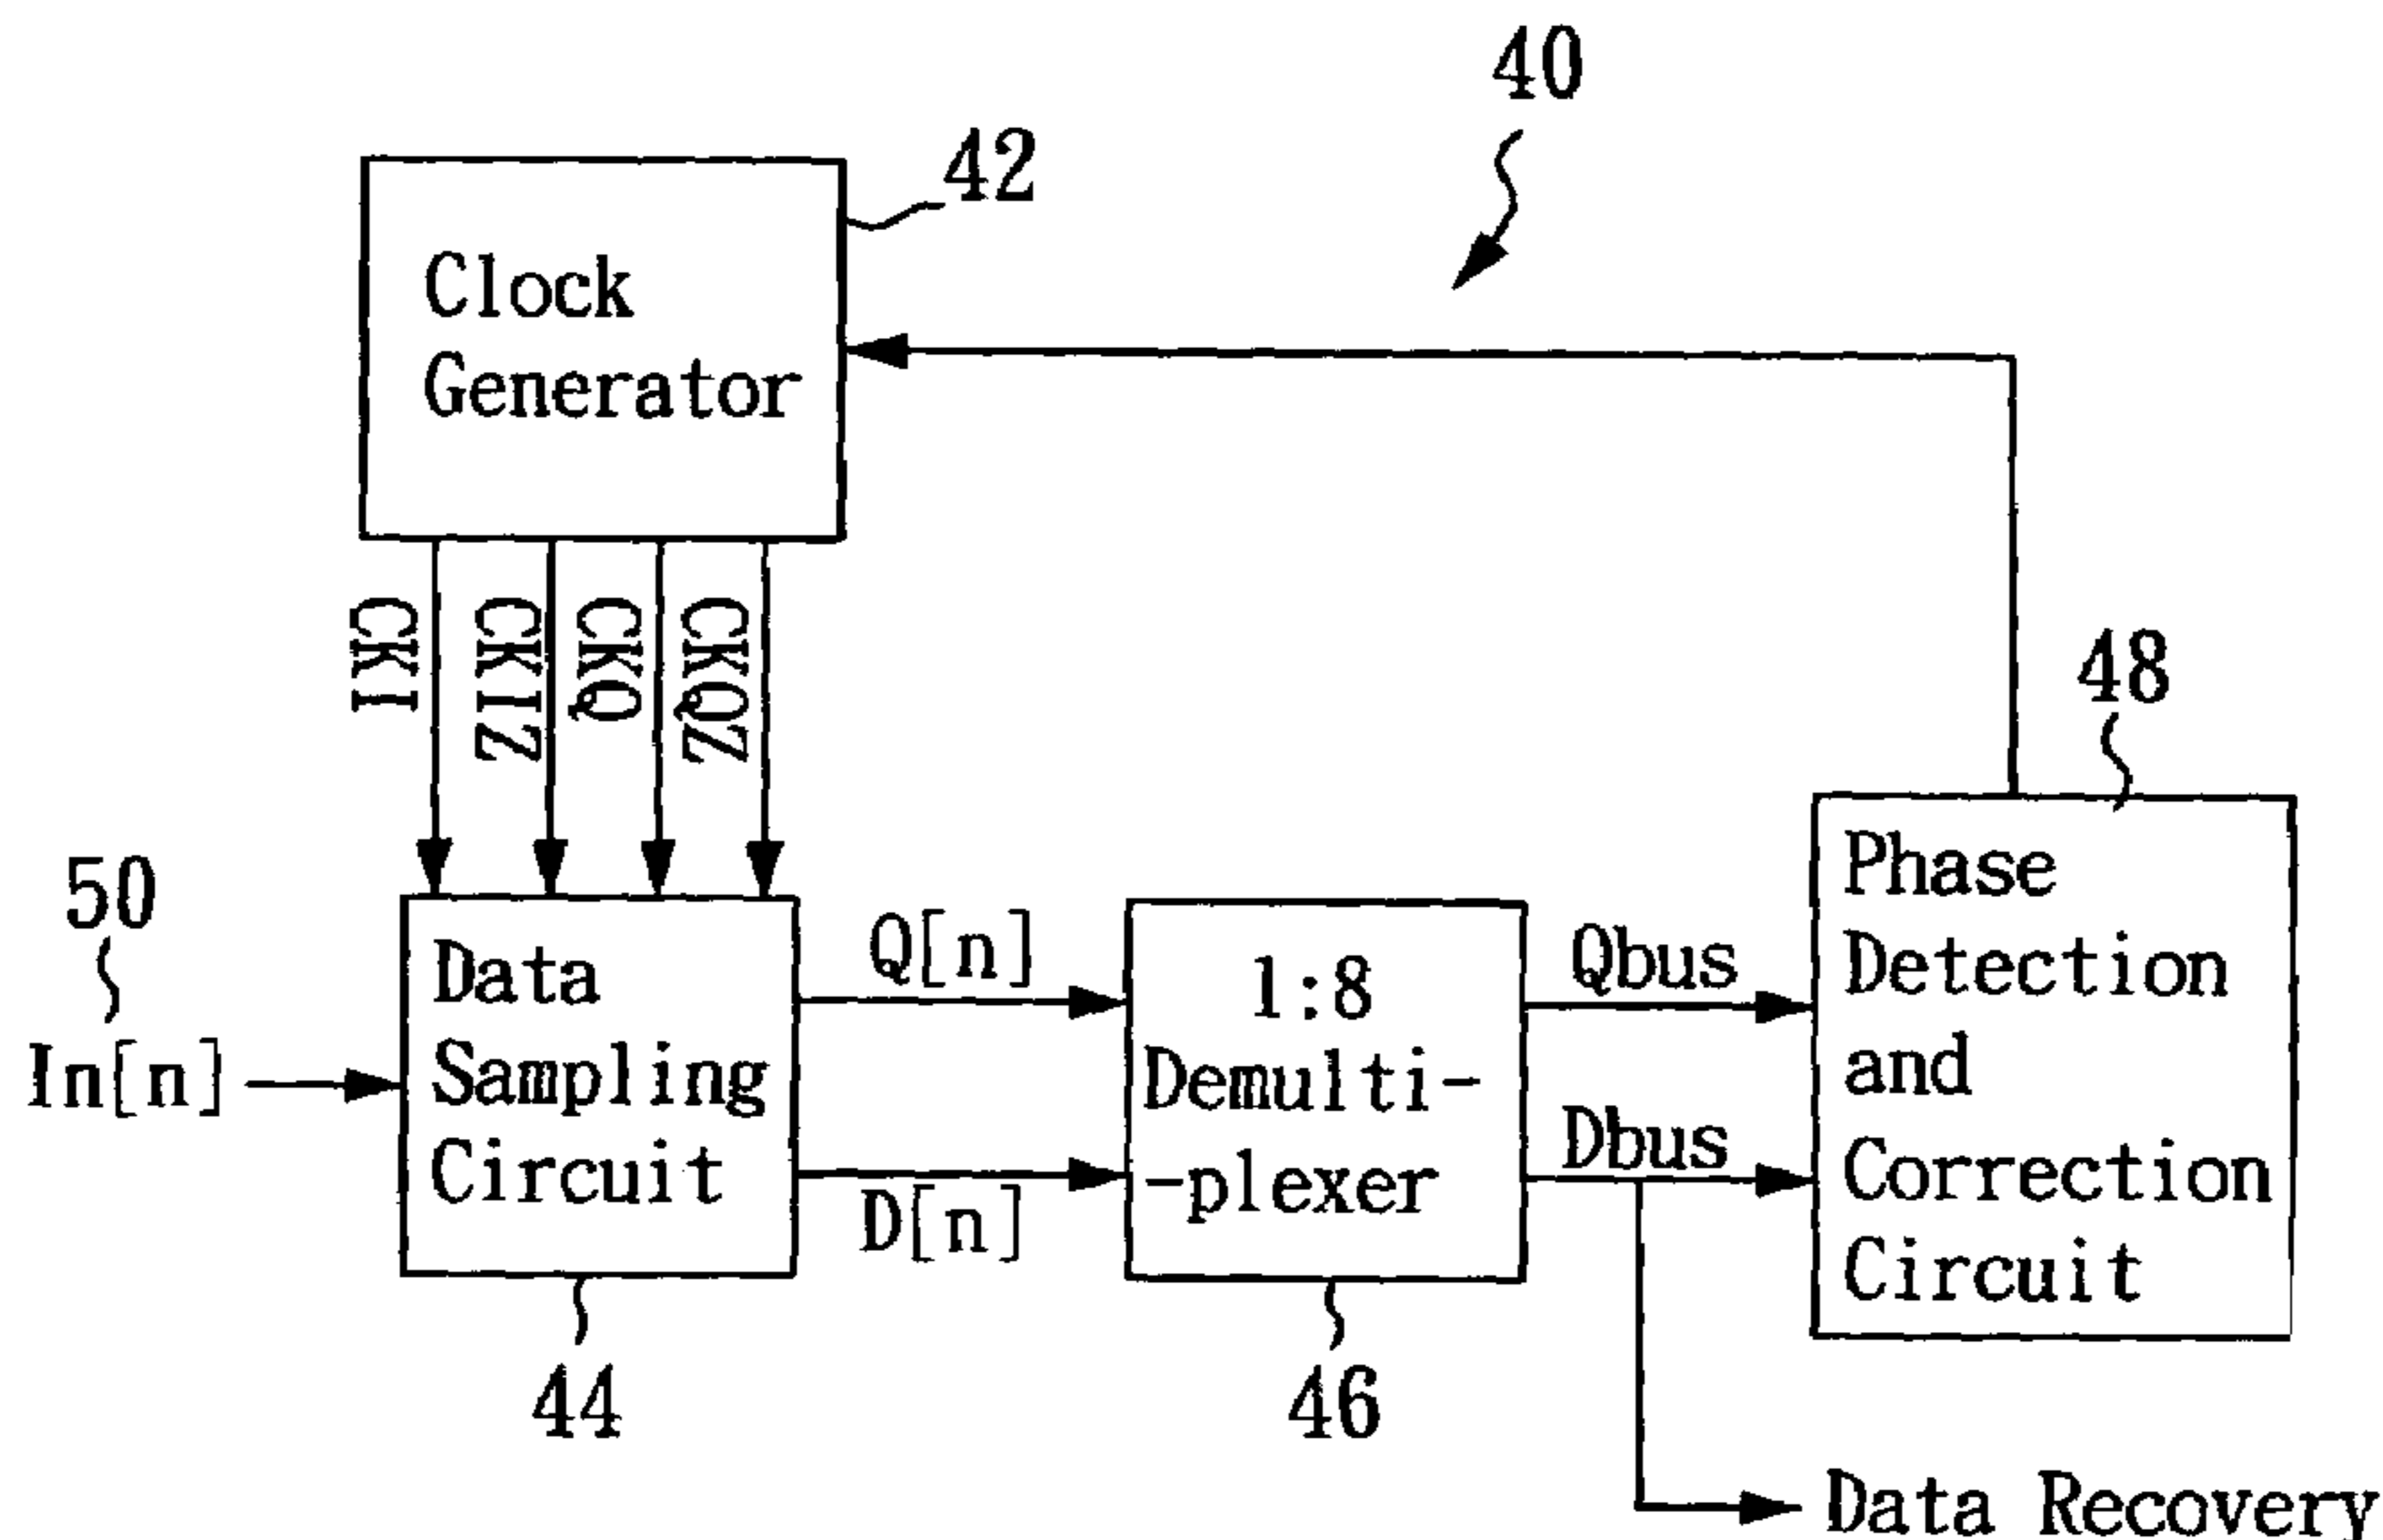 40
42
Clock
Generator
CKI
CKIZ
CKQ
CKQZ
48
50
In[n]
Data
Sampling
Circuit
44
Q[n]
D[n]
1:8
Demulti-
-plexer
46
Qbus
Dbus
Phase
Detection
and
Correction
Circuit
Data Recovery